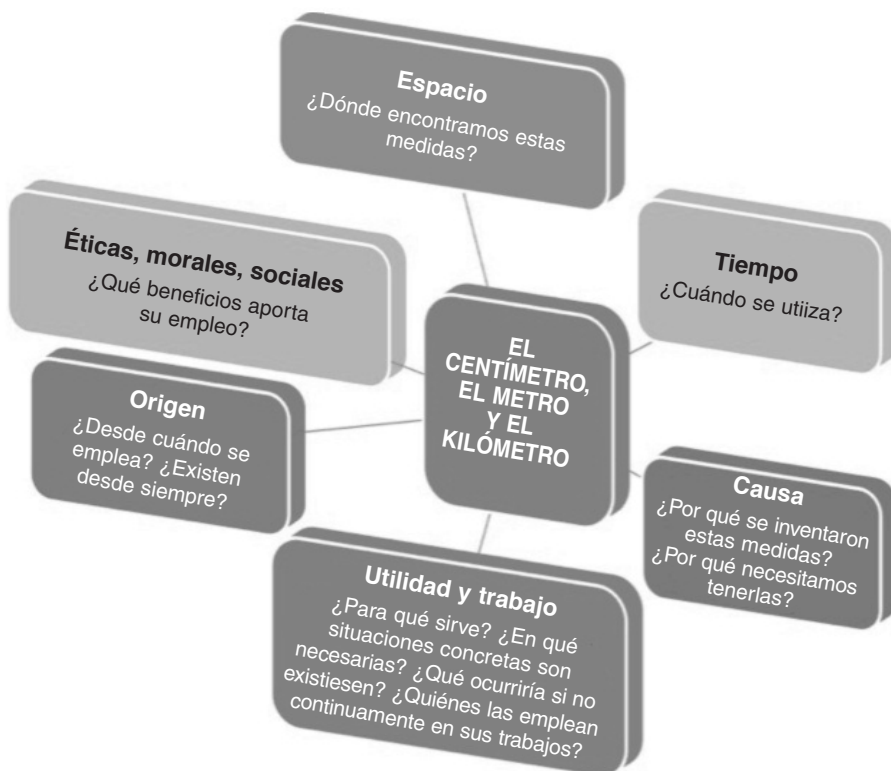 Espacio
¿Dónde encontramos estas
medidas?
Éticas, morales, sociales
¿Qué beneficios aporta
su empleo?
Tiempo
¿Cuándo se utiiza?
EL
CENTÍMETRO,
EL METRO
Y EL
KILÓMETRO
Origen
¿Desde cuándo se
emplea? ¿Existen
desde siempre?
Causa
¿Por qué se inventaron
estas medidas?
¿Por qué necesitamos
tenerlas?
Utilidad y trabajo
¿Para qué sirve? ¿En qué
situaciones concretas son
necesarias? ¿Qué ocurriría si no
existiesen? ¿Quiénes las emplean
continuamente en sus trabajos?